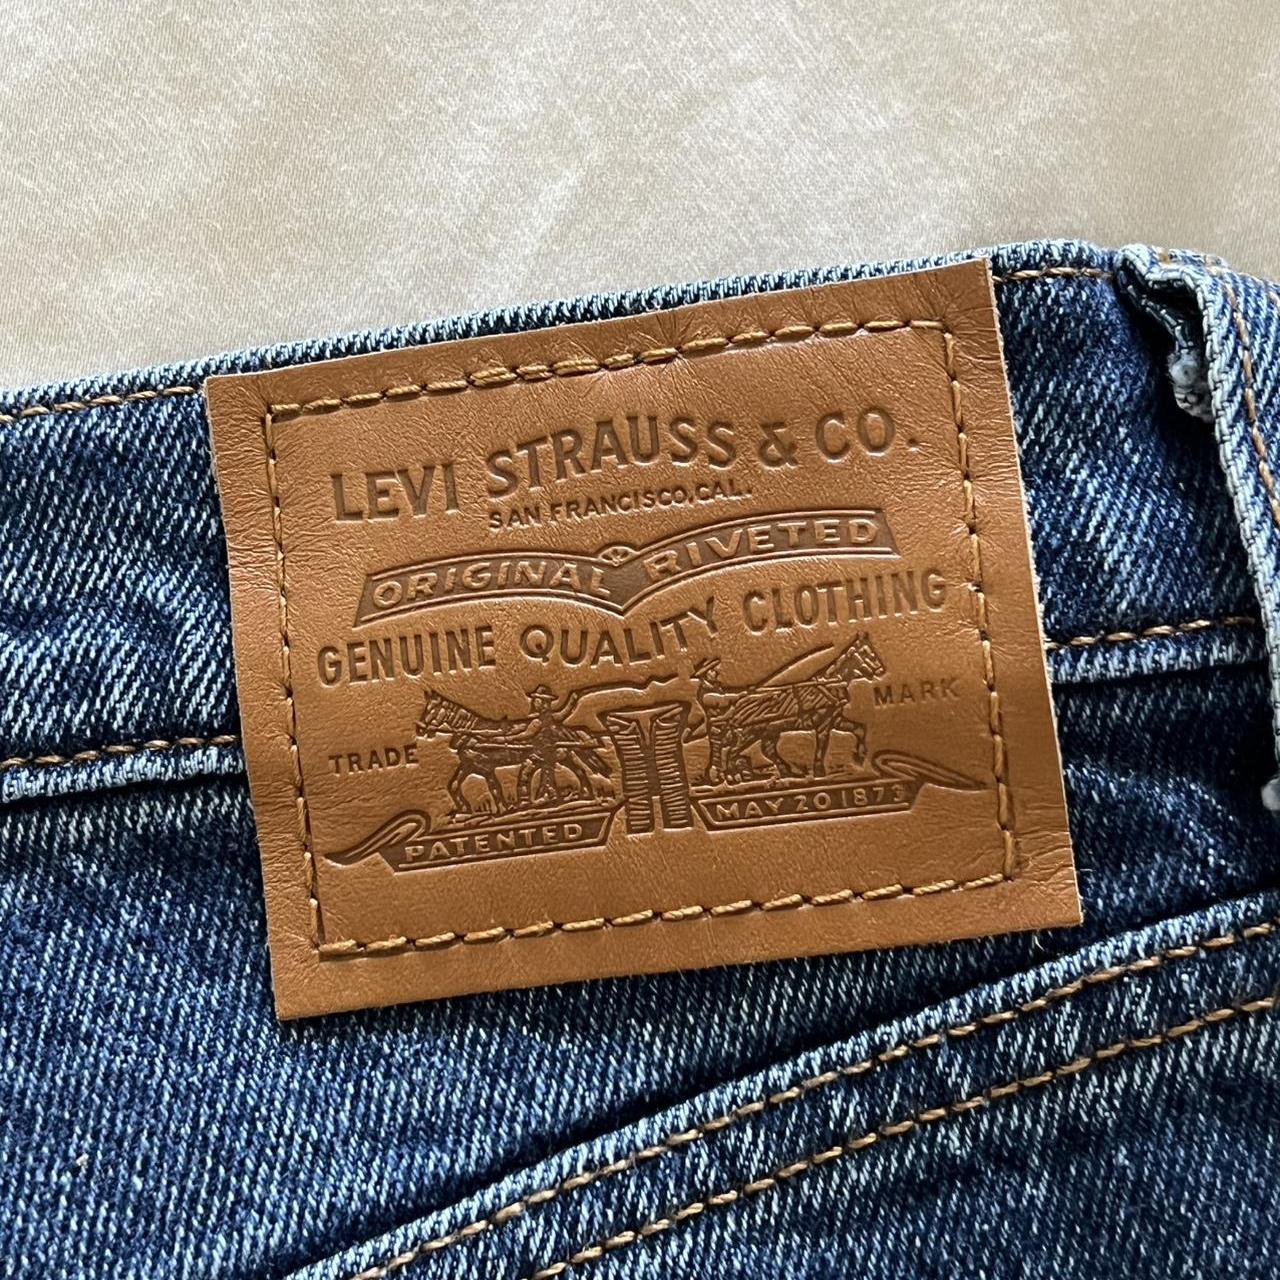 LEVI STRAUSS & CO.
SAN FRANCISCO, CAL.
ORIGINAL RIVETED
GENUINE QUALITY CLOTHING
TRADE MARK
PATENTED MAY 20 1873